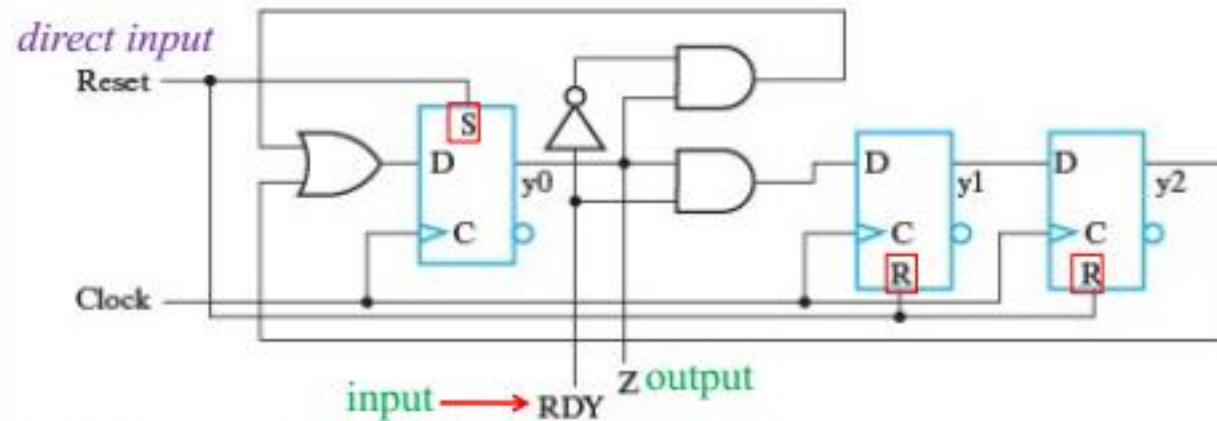 direct input
Reset
S
D
y0
C
D
y1
C
R
D
y2
C
R
Clock
Z output
input RDY